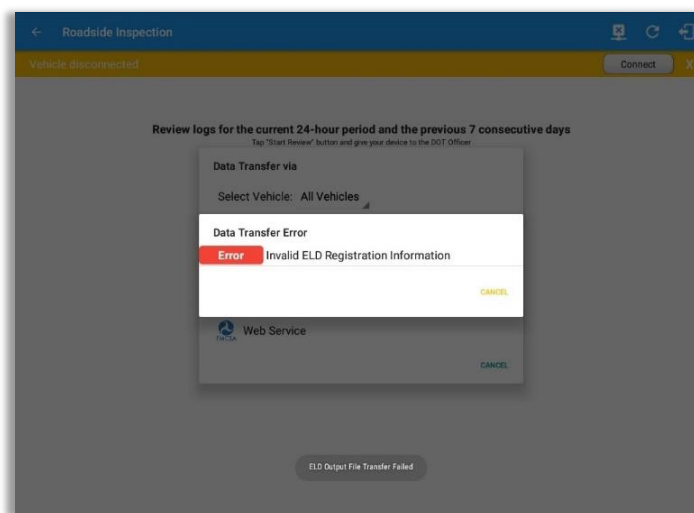 Roadside Inspection
Vehicle disconnected
Connect
X
Review logs for the current 24-hour period and the previous 7 consecutive days
Tap "Start Review" button and give your device to the DOT Officer
Data Transfer via
Select Vehicle: All Vehicles
Data Transfer Error
Error Invalid ELD Registration Information
CANCEL
FMCSA
Web Service
CANCEL
ELD Output File Transfer Failed